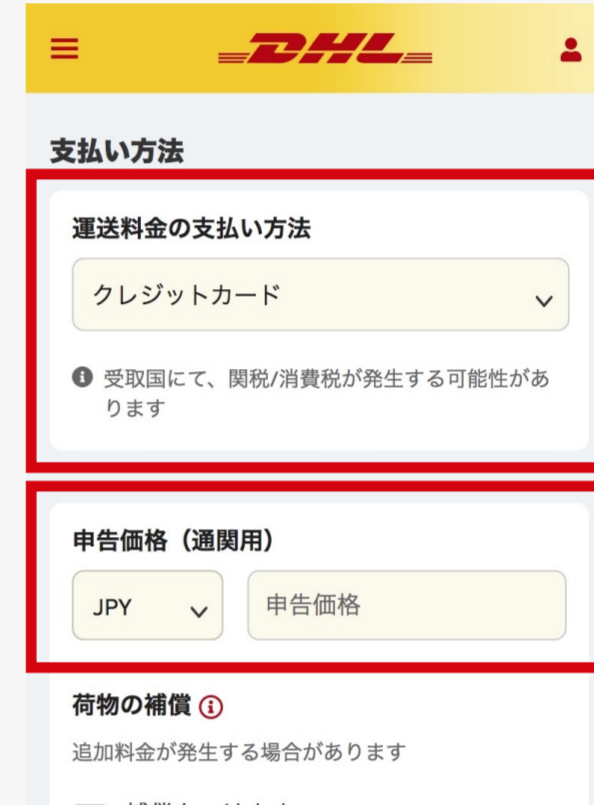 DHL
支払い方法
運送料金の支払い方法
クレジットカード
受取国にて、関税/消費税が発生する可能性があ
ります
申告価格（通関用）
JPY 申告価格
荷物の補償
追加料金が発生する場合があります